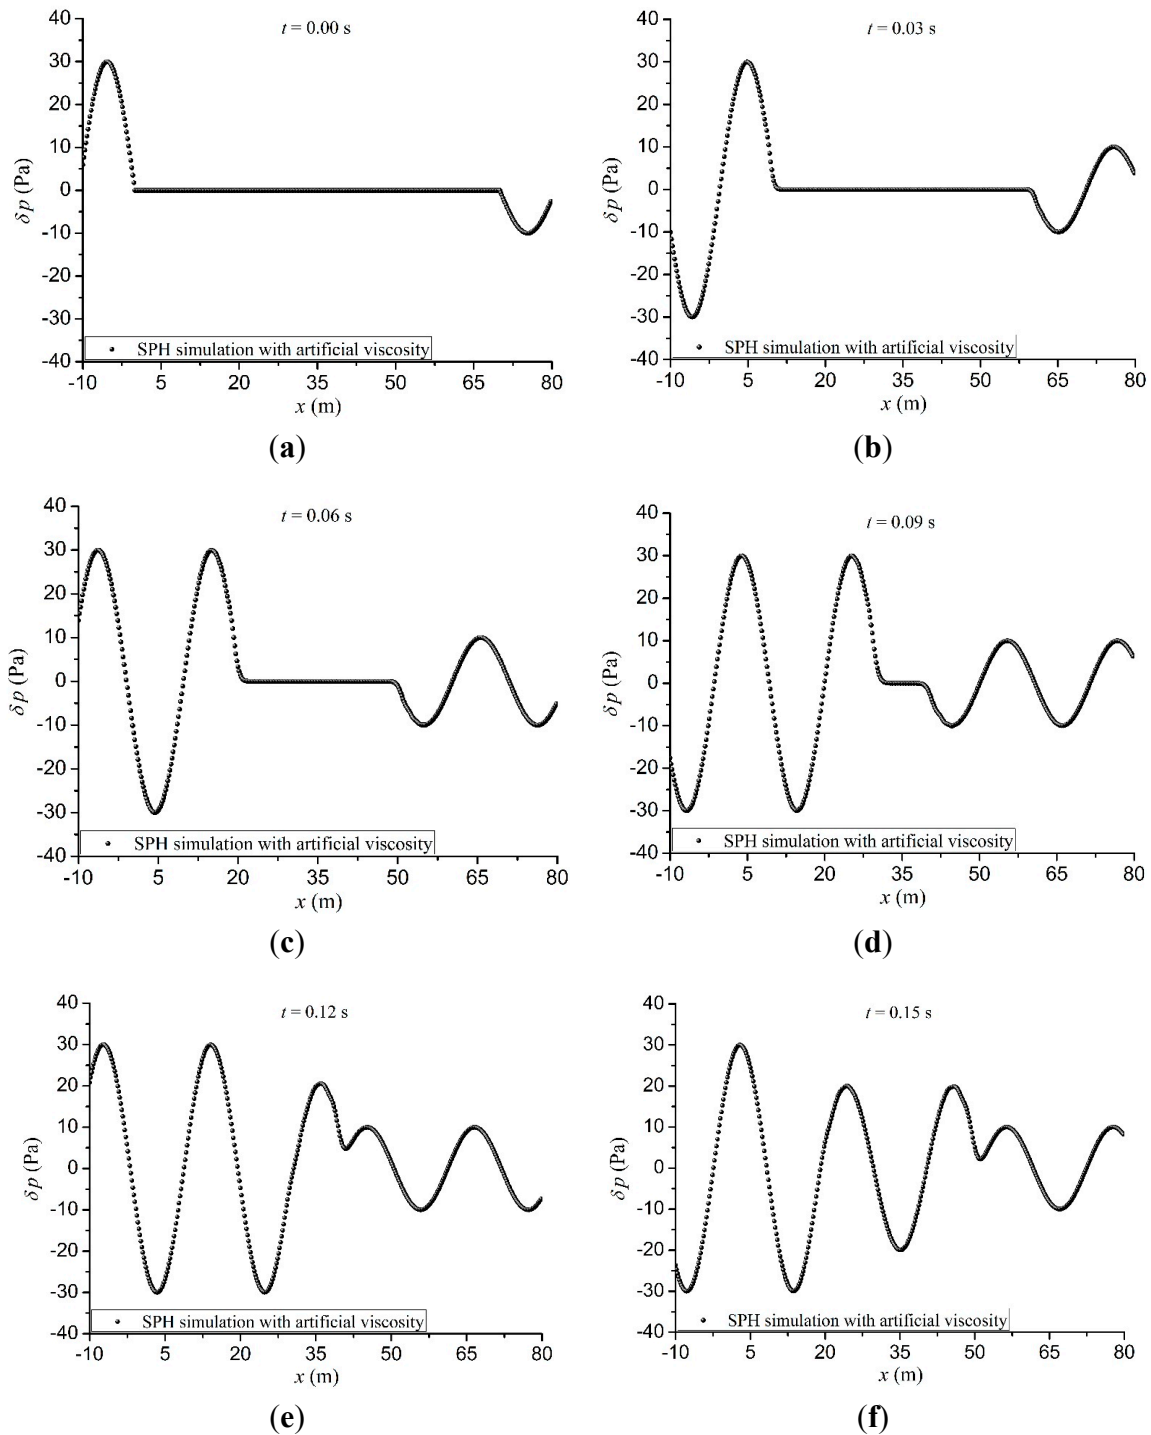 t = 0.00 s
40
30
20
10
0
-10
-20
-30
-40
δp (Pa)
SPH simulation with artificial viscosity
-10 5 20 35 50 65 80
x (m)
(a)
t = 0.03 s
40
30
20
10
0
-10
-20
-30
-40
δp (Pa)
SPH simulation with artificial viscosity
-10 5 20 35 50 65 80
x (m)
(b)
t = 0.06 s
40
30
20
10
0
-10
-20
-30
-40
δp (Pa)
SPH simulation with artificial viscosity
-10 5 20 35 50 65 80
x (m)
(c)
t = 0.09 s
40
30
20
10
0
-10
-20
-30
-40
δp (Pa)
SPH simulation with artificial viscosity
-10 5 20 35 50 65 80
x (m)
(d)
t = 0.12 s
40
30
20
10
0
-10
-20
-30
-40
δp (Pa)
SPH simulation with artificial viscosity
-10 5 20 35 50 65 80
x (m)
(e)
t = 0.15 s
40
30
20
10
0
-10
-20
-30
-40
δp (Pa)
SPH simulation with artificial viscosity
-10 5 20 35 50 65 80
x (m)
(f)